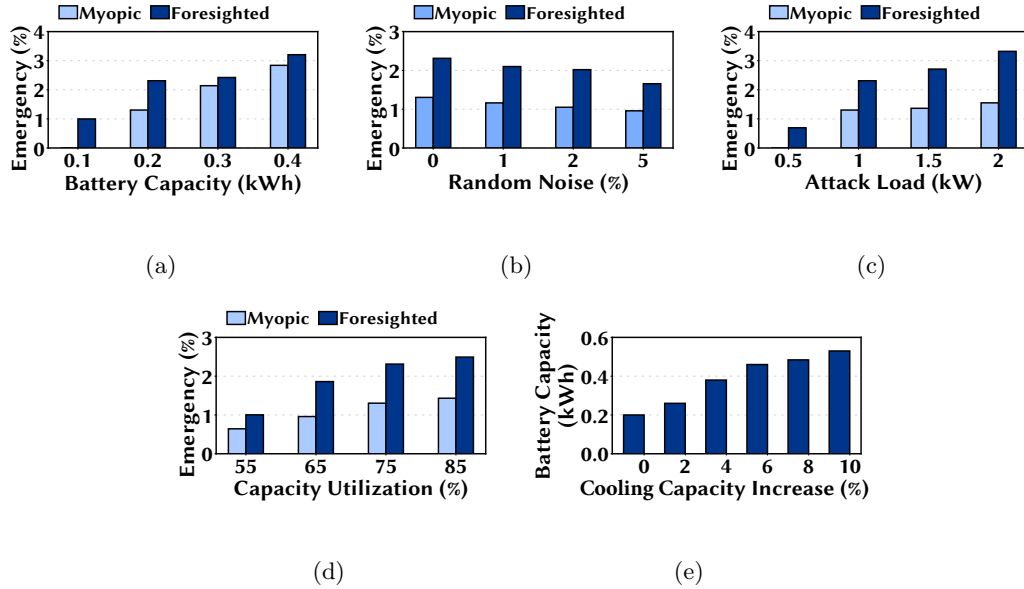 Myopic Foresighted
Emergency (%)
4
3
2
1
0
0.1 0.2 0.3 0.4
Battery Capacity (kWh)
(a)
Myopic Foresighted
Emergency (%)
3
2
1
0
0 1 2 5
Random Noise (%)
(b)
Myopic Foresighted
Emergency (%)
4
3
2
1
0
0.5 1 1.5 2
Attack Load (kW)
(c)
Myopic Foresighted
Emergency (%)
3
2
1
0
55 65 75 85
Capacity Utilization (%)
(d)
Battery Capacity
(kWh)
0.6
0.4
0.2
0.0
0 2 4 6 8 10
Cooling Capacity Increase (%)
(e)